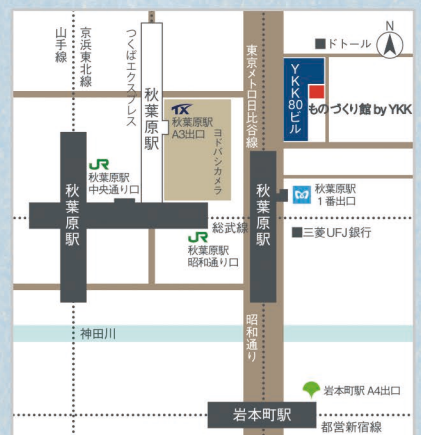 N
京浜東北線
山手線
つくばエクスプレス
秋葉原駅
TX
秋葉原駅
A3出口
ヨドバシカメラ
東京メトロ日比谷線
ドトール
YKK80ビル
ものづくり館 by YKK
JR
秋葉原駅
中央通り口
秋葉原駅
総武線
JR
秋葉原駅
昭和通り口
秋葉原駅
秋葉原駅
1番出口
三菱UFJ銀行
昭和通り
神田川
岩本町駅 A4出口
岩本町駅
都営新宿線